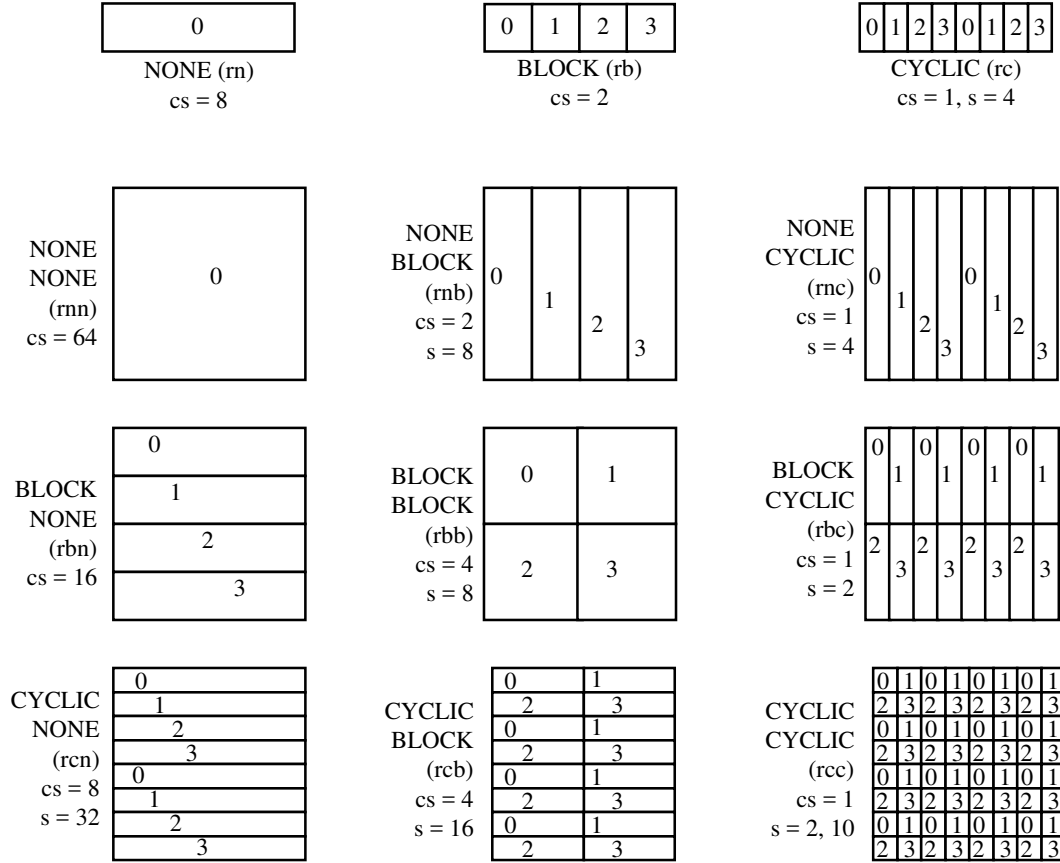 0
NONE (rn)
cs = 8
0 1 2 3
BLOCK (rb)
cs = 2
0 1 2 3 0 1 2 3
CYCLIC (rc)
cs = 1, s = 4
NONE
NONE
(rnn)
cs = 64
0
NONE
BLOCK
(rnb)
cs = 2
s = 8
0
1
2
3
NONE
CYCLIC
(rnc)
cs = 1
s = 4
0 0
1 1
2 2
3 3
BLOCK
NONE
(rbn)
cs = 16
0
1
2
3
BLOCK
BLOCK
(rbb)
cs = 4
s = 8
0 1
2 3
BLOCK
CYCLIC
(rbc)
cs = 1
s = 2
0 0 0 0
1 1 1 1
2 2 2 2
3 3 3 3
CYCLIC
NONE
(rcn)
cs = 8
s = 32
0
1
2
3
0
1
2
3
CYCLIC
BLOCK
(rcb)
cs = 4
s = 16
0 1
2 3
0 1
2 3
0 1
2 3
0 1
2 3
CYCLIC
CYCLIC
(rcc)
cs = 1
s = 2, 10
0 1 0 1 0 1 0 1
2 3 2 3 2 3 2 3
0 1 0 1 0 1 0 1
2 3 2 3 2 3 2 3
0 1 0 1 0 1 0 1
2 3 2 3 2 3 2 3
0 1 0 1 0 1 0 1
2 3 2 3 2 3 2 3